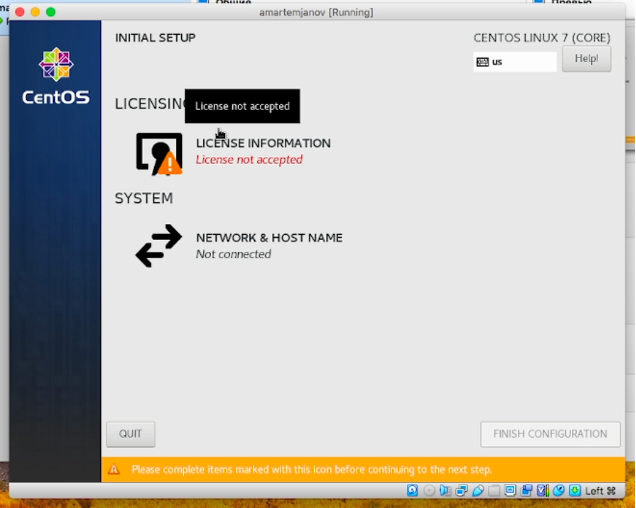 amartemjanov [Running]
INITIAL SETUP
CENTOS LINUX 7 (CORE)
us
Help!
CentOS
LICENSING
License not accepted
LICENSE INFORMATION
License not accepted
SYSTEM
NETWORK & HOST NAME
Not connected
QUIT
FINISH CONFIGURATION
Please complete items marked with this icon before continuing to the next step.
Left ⌘